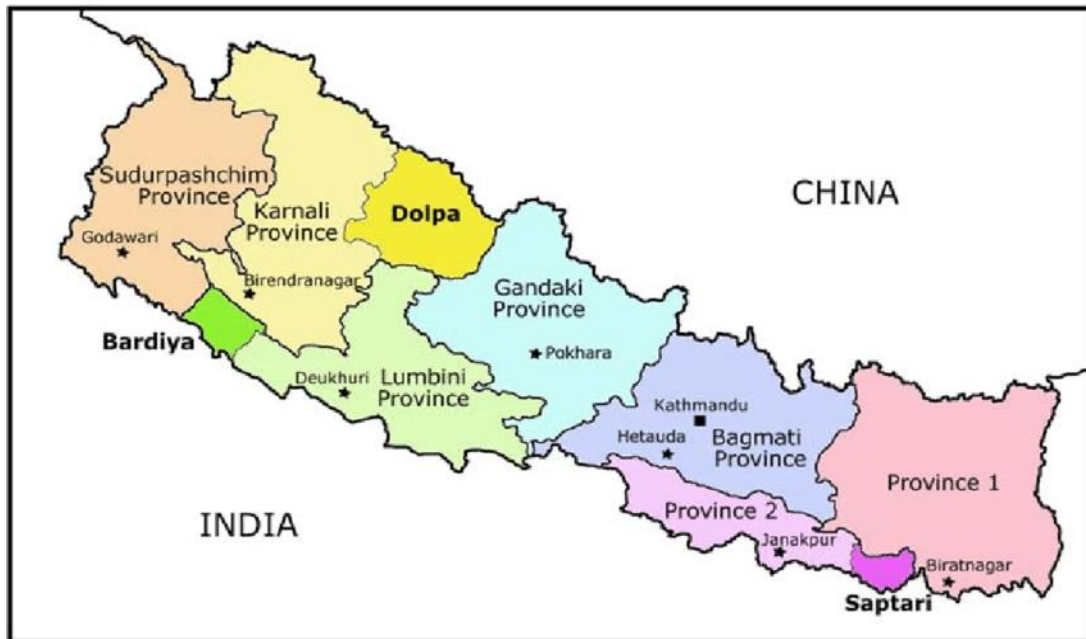 CHINA
Sudurpashchim
Province
Godawari
Karnali
Province
Dolpa
Birendranagar
Bardiya
Gandaki
Province
Pokhara
Deukhuri
Lumbini
Province
Kathmandu
Hetauda
Bagmati
Province
Province 1
Province 2
INDIA
Janakpur
Biratnagar
Saptari